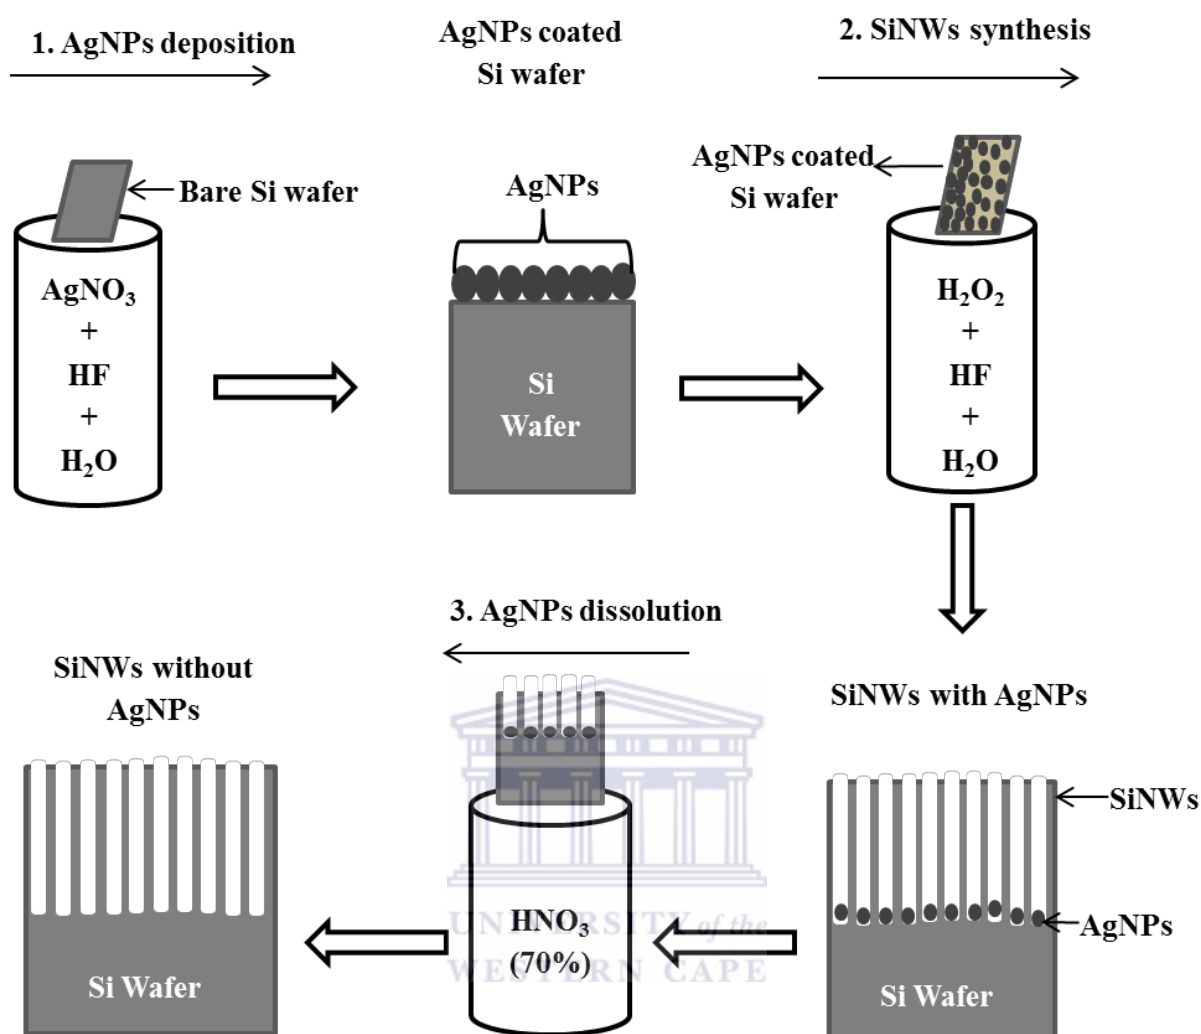 1. AgNPs deposition
AgNPs coated
Si wafer
2. SiNWs synthesis
Bare Si wafer
AgNO₃
+
HF
+
H₂O
AgNPs
Si
Wafer
AgNPs coated
Si wafer
H₂O₂
+
HF
+
H₂O
3. AgNPs dissolution
SiNWs without
AgNPs
Si Wafer
HNO₃
(70%)
UNIVERSITY of the
WESTERN CAPE
SiNWs with AgNPs
SiNWs
AgNPs
Si Wafer